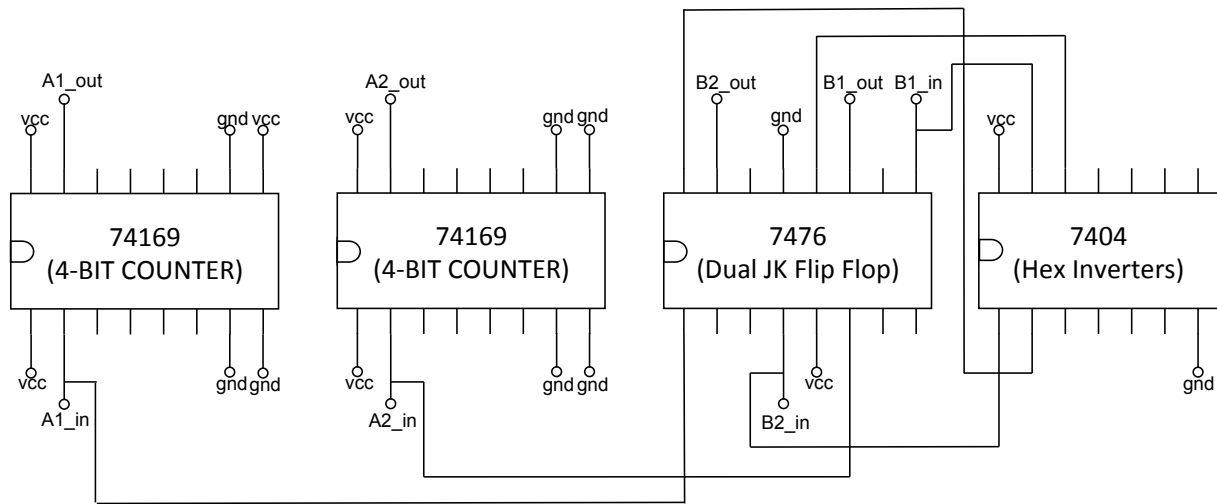 A1_out
vcc
gnd
vcc
74169
(4-BIT COUNTER)
vcc
A1_in
gnd
gnd
A2_out
vcc
gnd
gnd
74169
(4-BIT COUNTER)
vcc
A2_in
gnd
gnd
B2_out
gnd
B1_out
B1_in
7476
(Dual JK Flip Flop)
B2_in
vcc
vcc
7404
(Hex Inverters)
gnd